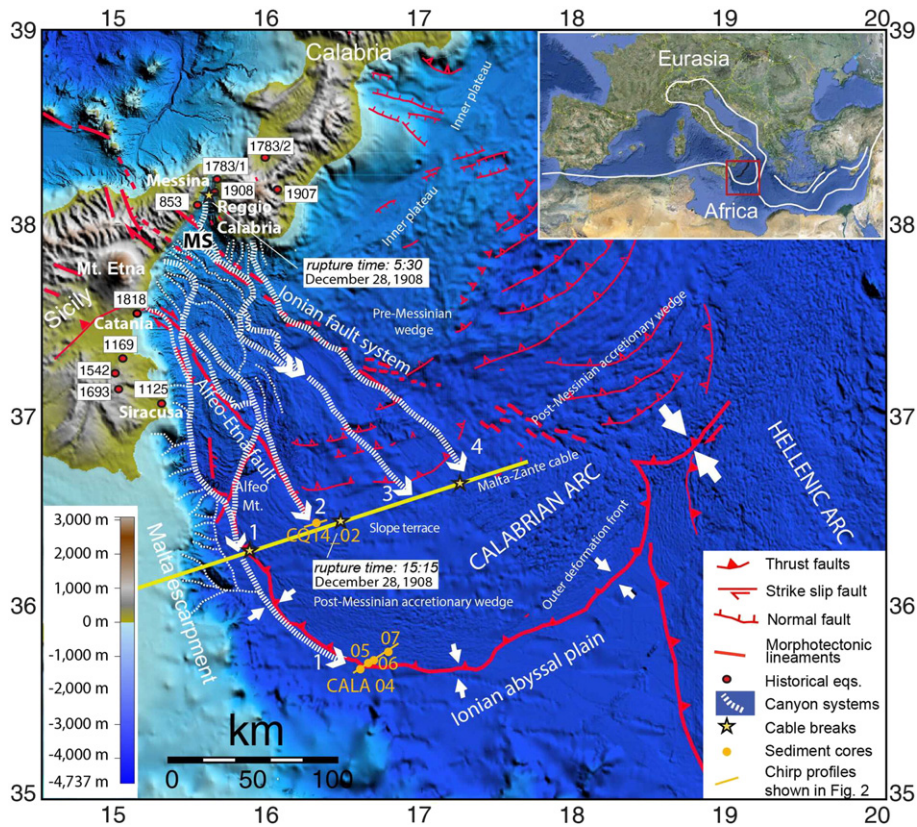 15 16 17 18 19 20
39
38
37
36
35
39
38
37
36
35
15 16 17 18 19 20
Calabria
Inner plateau
Inner plateau
Eurasia
Africa
1783/2
1783/1
Messina
1908
1907
853
Reggio
Calabria
MS
Mt. Etna
rupture time: 5:30
December 28, 1908
Sicily
1818
Catania
Ionian fault system
Pre-Messinian
wedge
1169
1542
1693
1125
Siracusa
Alfeo-Etna fault
Post-Messinian accretionary wedge
HELLENIC ARC
Alfeo
Mt.
1
2
3
4
Malta-Zante cable
CQ14_02
Slope terrace
CALABRIAN ARC
rupture time: 15:15
December 28,1908
Malta escarpment
Post-Messinian accretionary wedge
Outer deformation front
1
05
07
06
CALA 04
Ionian abyssal plain
3,000 m
2,000 m
1,000 m
0 m
-1,000 m
-2,000 m
-3,000 m
-4,000 m
-4,737 m
km
0 50 100
Thrust faults
Strike slip fault
Normal fault
Morphotectonic
lineaments
Historical eqs.
Canyon systems
Cable breaks
Sediment cores
Chirp profiles
shown in Fig. 2